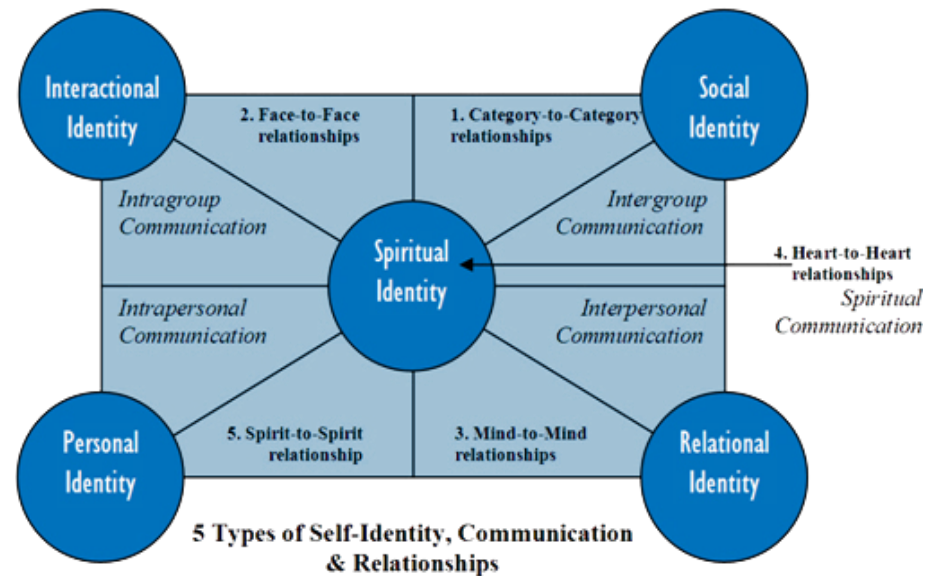 Interactional
Identity
2. Face-to-Face
relationships
1. Category-to-Category
relationships
Social
Identity
Intragroup
Communication
Intergroup
Communication
Spiritual
Identity
4. Heart-to-Heart
relationships
Spiritual
Communication
Intrapersonal
Communication
Interpersonal
Communication
Personal
Identity
5. Spirit-to-Spirit
relationship
3. Mind-to-Mind
relationships
Relational
Identity
5 Types of Self-Identity, Communication
& Relationships